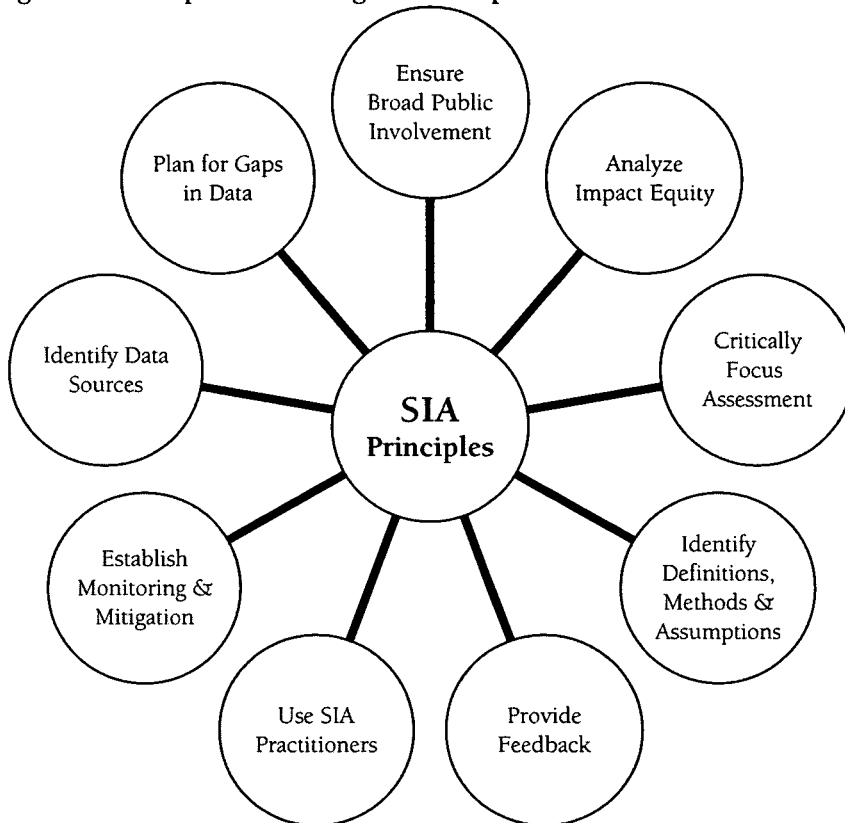 Ensure
Broad Public
Involvement
Analyze
Impact Equity
Critically
Focus
Assessment
Identify
Definitions,
Methods &
Assumptions
Provide
Feedback
Use SIA
Practitioners
Establish
Monitoring &
Mitigation
Identify Data
Sources
Plan for Gaps
in Data
SIA
Principles